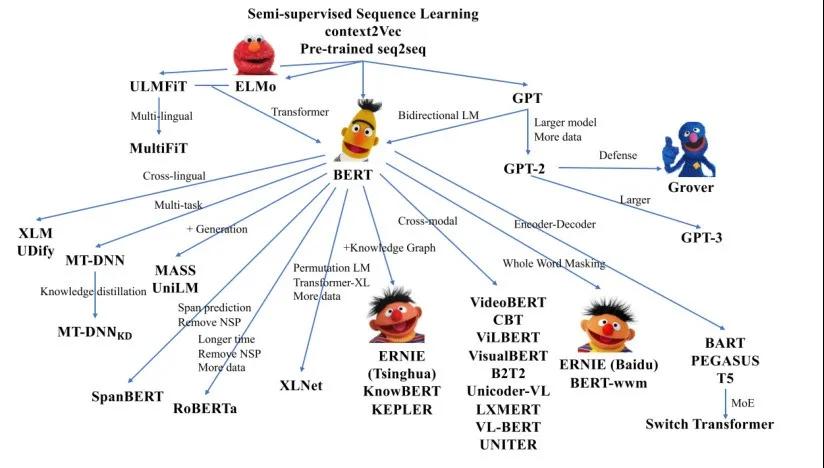 Semi-supervised Sequence Learning
context2Vec
Pre-trained seq2seq
ULMFiT
ELMo
GPT
Multi-lingual
Transformer
Bidirectional LM
Larger model
More data
MultiFiT
BERT
GPT-2
Defense
Grover
Cross-lingual
Larger
Multi-task
Cross-modal
Encoder-Decoder
GPT-3
XLM
UDify
+ Generation
MT-DNN
+Knowledge Graph
Whole Word Masking
MASS
UniLM
Permutation LM
Transformer-XL
More data
Knowledge distillation
Span prediction
Remove NSP
MT-DNNKD
Longer time
Remove NSP
More data
VideoBERT
CBT
ViLBERT
VisualBERT
B2T2
Unicoder-VL
LXMERT
VL-BERT
UNITER
ERNIE
(Tsinghua)
KnowBERT
KEPLER
ERNIE (Baidu)
BERT-wwm
BART
PEGASUS
T5
XLNet
SpanBERT
RoBERTa
MoE
Switch Transformer